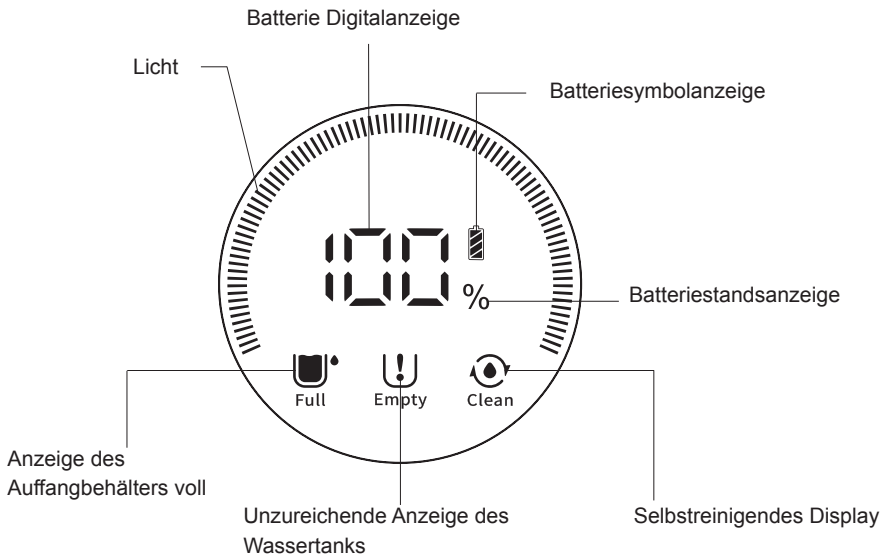 Batterie Digitalanzeige
Licht
Batteriesymbolanzeige
100
%
Batteriestandsanzeige
Full
Empty
Clean
Anzeige des
Auffangbehälters voll
Unzureichende Anzeige des
Wassertanks
Selbstreinigendes Display